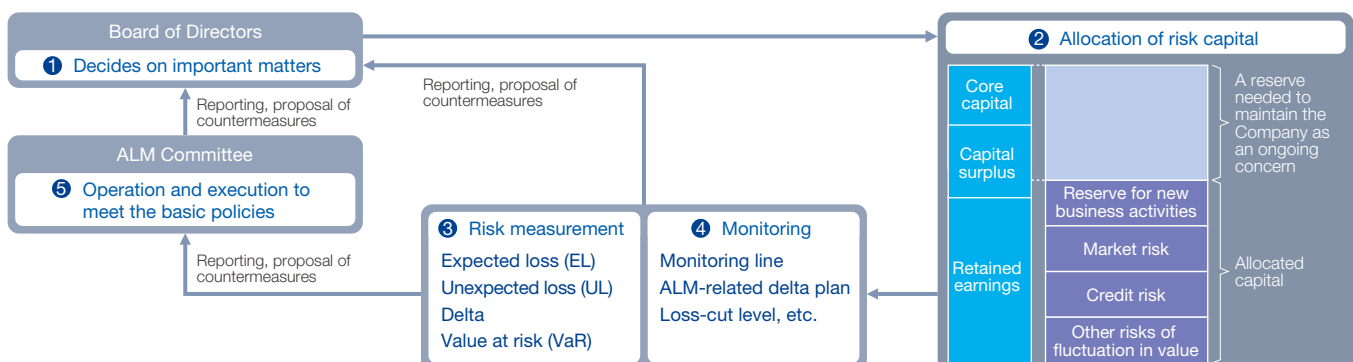 Board of Directors
1 Decides on important matters
Reporting, proposal of
countermeasures
Reporting, proposal of
countermeasures
ALM Committee
5 Operation and execution to
meet the basic policies
Reporting, proposal of
countermeasures
3 Risk measurement
Expected loss (EL)
Unexpected loss (UL)
Delta
Value at risk (VaR)
4 Monitoring
Monitoring line
ALM-related delta plan
Loss-cut level, etc.
2 Allocation of risk capital
Core
capital
Capital
surplus
Retained
earnings
Reserve for new
business activities
Market risk
Credit risk
Other risks of
fluctuation in value
A reserve
needed to
maintain the
Company as
an ongoing
concern
Allocated
capital